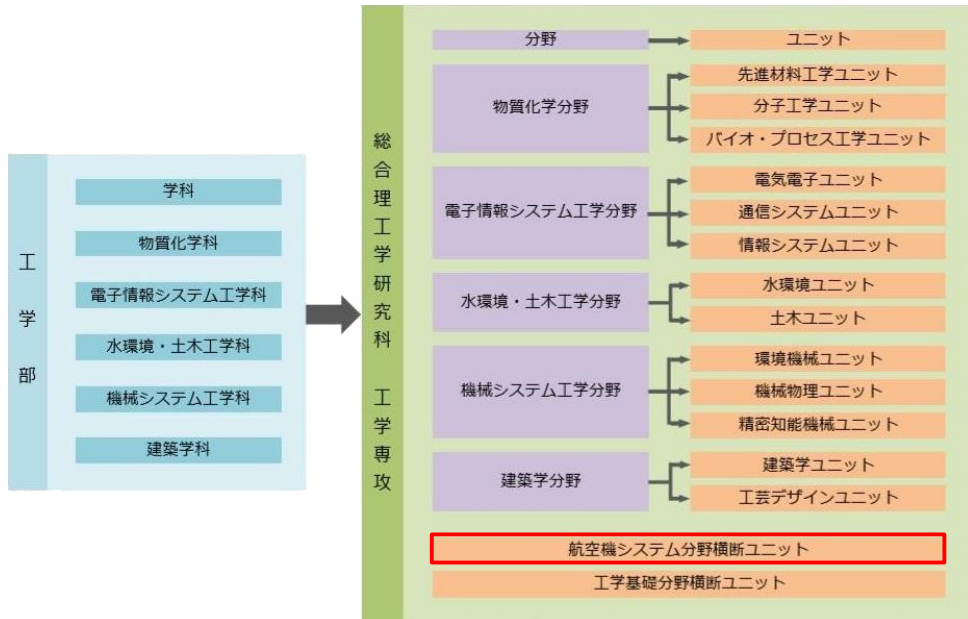 工学部
学科
物質化学科
電子情報システム工学科
水環境・土木工学科
機械システム工学科
建築学科
総合理工学研究科 工学専攻
分野
ユニット
物質化学分野
先進材料工学ユニット
分子工学ユニット
バイオ・プロセス工学ユニット
電子情報システム工学分野
電気電子ユニット
通信システムユニット
情報システムユニット
水環境・土木工学分野
水環境ユニット
土木ユニット
機械システム工学分野
環境機械ユニット
機械物理ユニット
精密知能機械ユニット
建築学分野
建築学ユニット
工芸デザインユニット
航空機システム分野横断ユニット
工学基礎分野横断ユニット